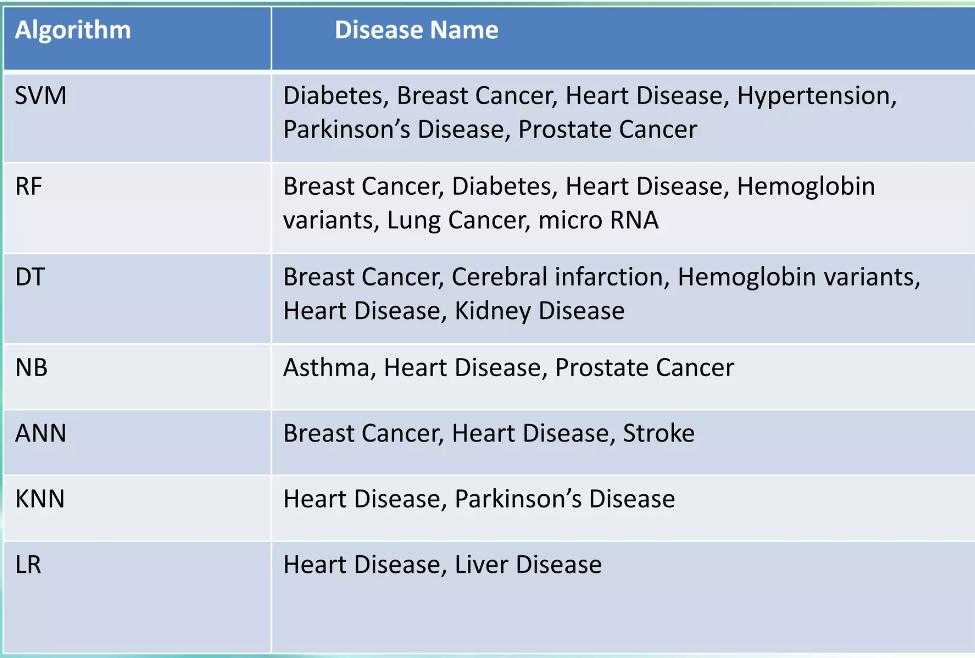 Algorithm Disease Name
SVM Diabetes, Breast Cancer, Heart Disease, Hypertension,
Parkinson’s Disease, Prostate Cancer
RF Breast Cancer, Diabetes, Heart Disease, Hemoglobin
variants, Lung Cancer, micro RNA
DT Breast Cancer, Cerebral infarction, Hemoglobin variants,
Heart Disease, Kidney Disease
NB Asthma, Heart Disease, Prostate Cancer
ANN Breast Cancer, Heart Disease, Stroke
KNN Heart Disease, Parkinson’s Disease
LR Heart Disease, Liver Disease